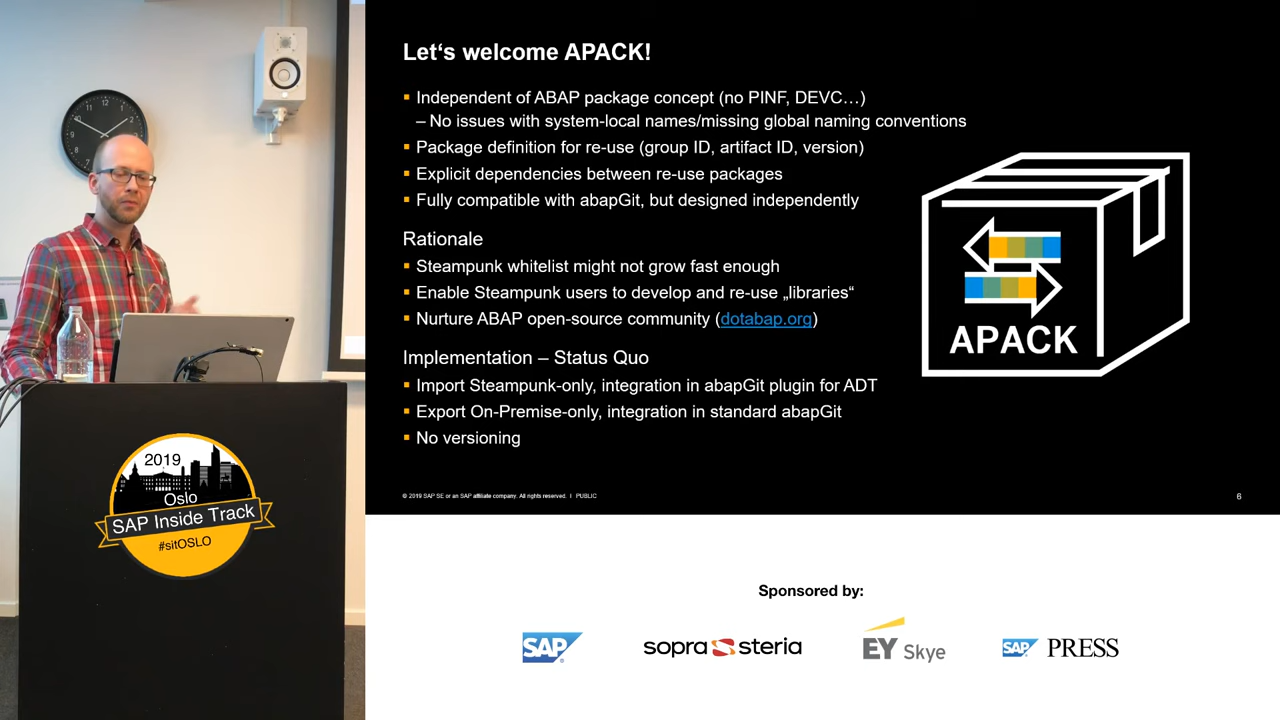 Let‘s welcome APACK!
▪ Independent of ABAP package concept (no PINF, DEVC…)
– No issues with system-local names/missing global naming conventions
▪ Package definition for re-use (group ID, artifact ID, version)
▪ Explicit dependencies between re-use packages
▪ Fully compatible with abapGit, but designed independently
Rationale
▪ Steampunk whitelist might not grow fast enough
▪ Enable Steampunk users to develop and re-use „libraries“
▪ Nurture ABAP open-source community (dotabap.org)
Implementation – Status Quo
▪ Import Steampunk-only, integration in abapGit plugin for ADT
▪ Export On-Premise-only, integration in standard abapGit
▪ No versioning
APACK
© 2019 SAP SE or an SAP affiliate company. All rights reserved. | PUBLIC
6
2019
Oslo
SAP Inside Track
#sitOSLO
Sponsored by:
SAP
sopra steria
EY Skye
SAP PRESS